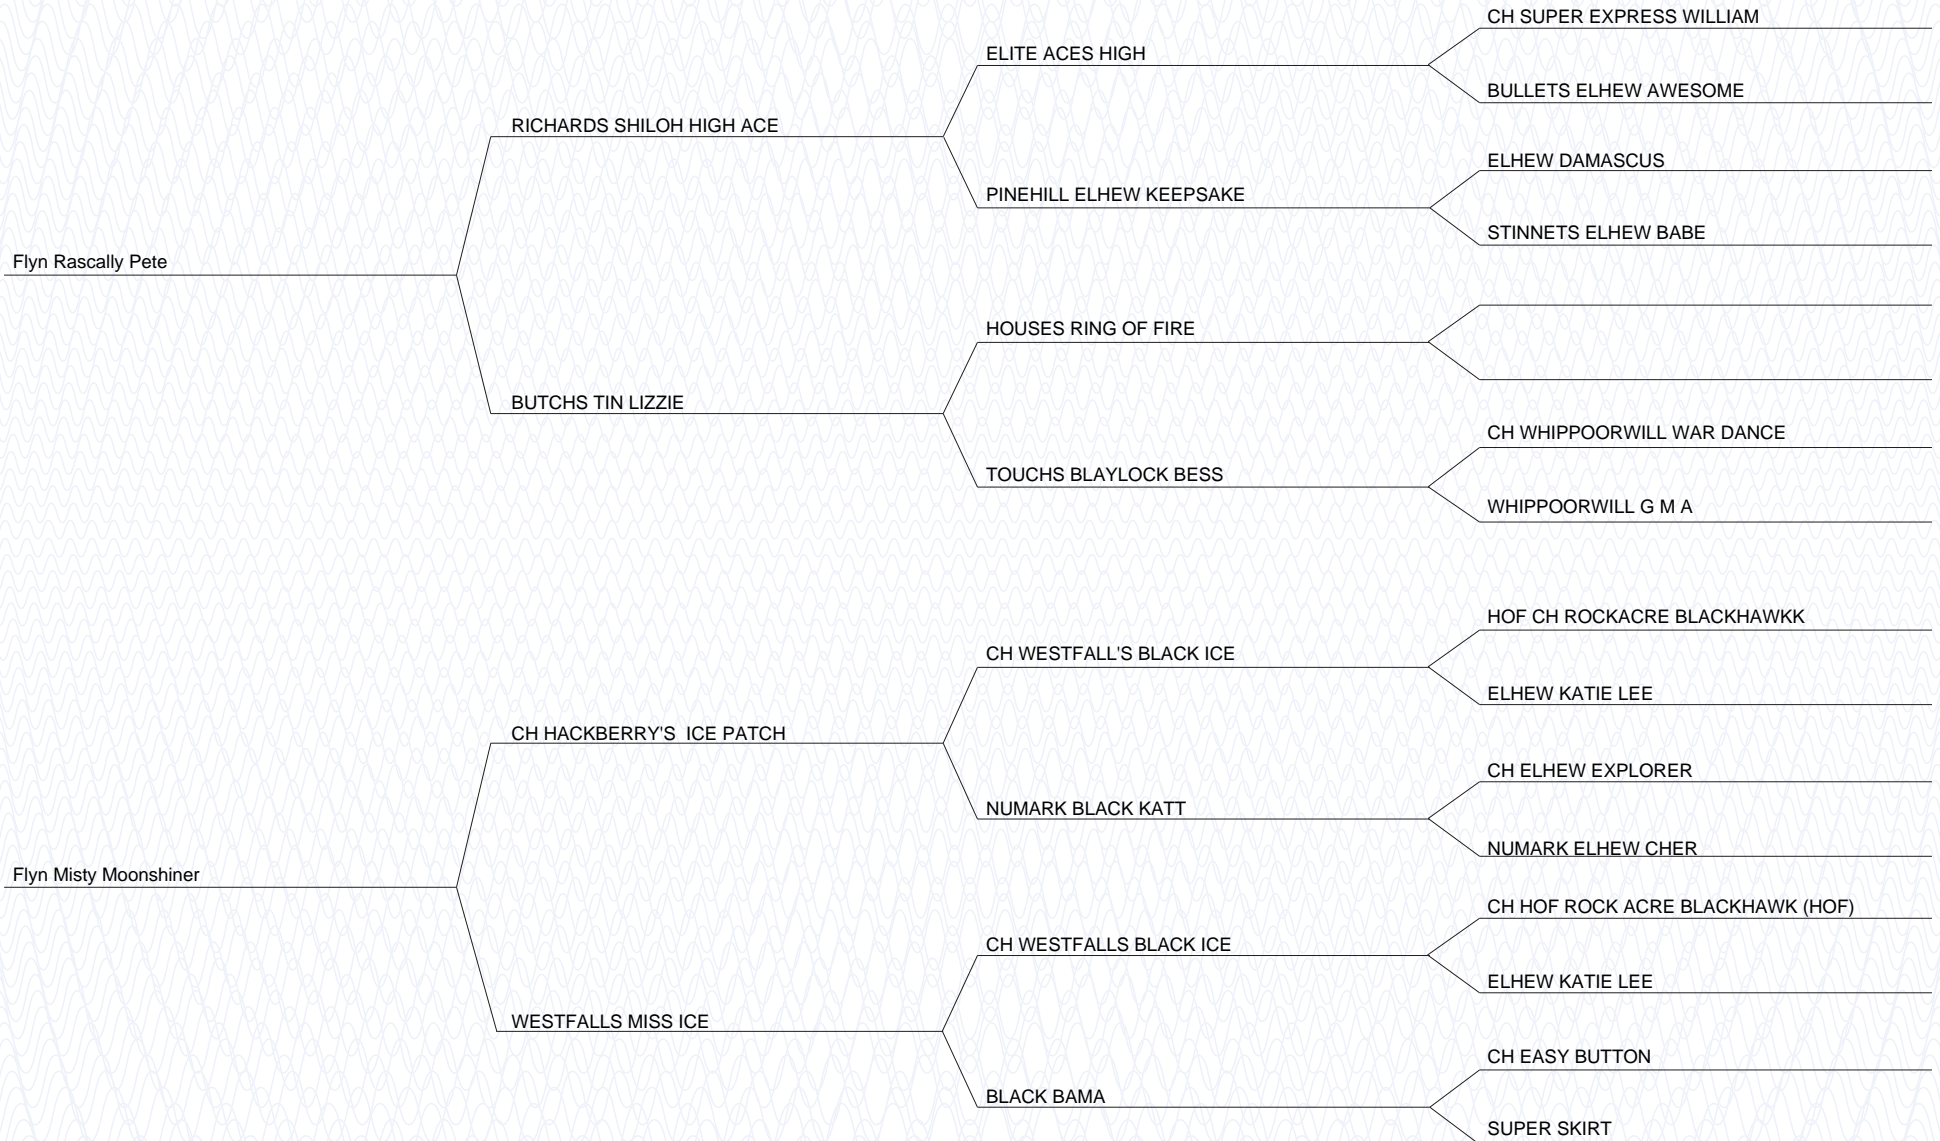 CH SUPER EXPRESS WILLIAM
ELITE ACES HIGH
BULLETS ELHEW AWESOME
RICHARDS SHILOH HIGH ACE
ELHEW DAMASCUS
PINEHILL ELHEW KEEPSAKE
STINNETS ELHEW BABE
Flyn Rascally Pete
HOUSES RING OF FIRE
BUTCHS TIN LIZZIE
CH WHIPPOORWILL WAR DANCE
TOUCHS BLAYLOCK BESS
WHIPPOORWILL G M A
HOF CH ROCKACRE BLACKHAWKK
CH WESTFALL'S BLACK ICE
ELHEW KATIE LEE
CH HACKBERRY'S  ICE PATCH
CH ELHEW EXPLORER
NUMARK BLACK KATT
NUMARK ELHEW CHER
Flyn Misty Moonshiner
CH HOF ROCK ACRE BLACKHAWK (HOF)
CH WESTFALLS BLACK ICE
ELHEW KATIE LEE
WESTFALLS MISS ICE
CH EASY BUTTON
BLACK BAMA
SUPER SKIRT